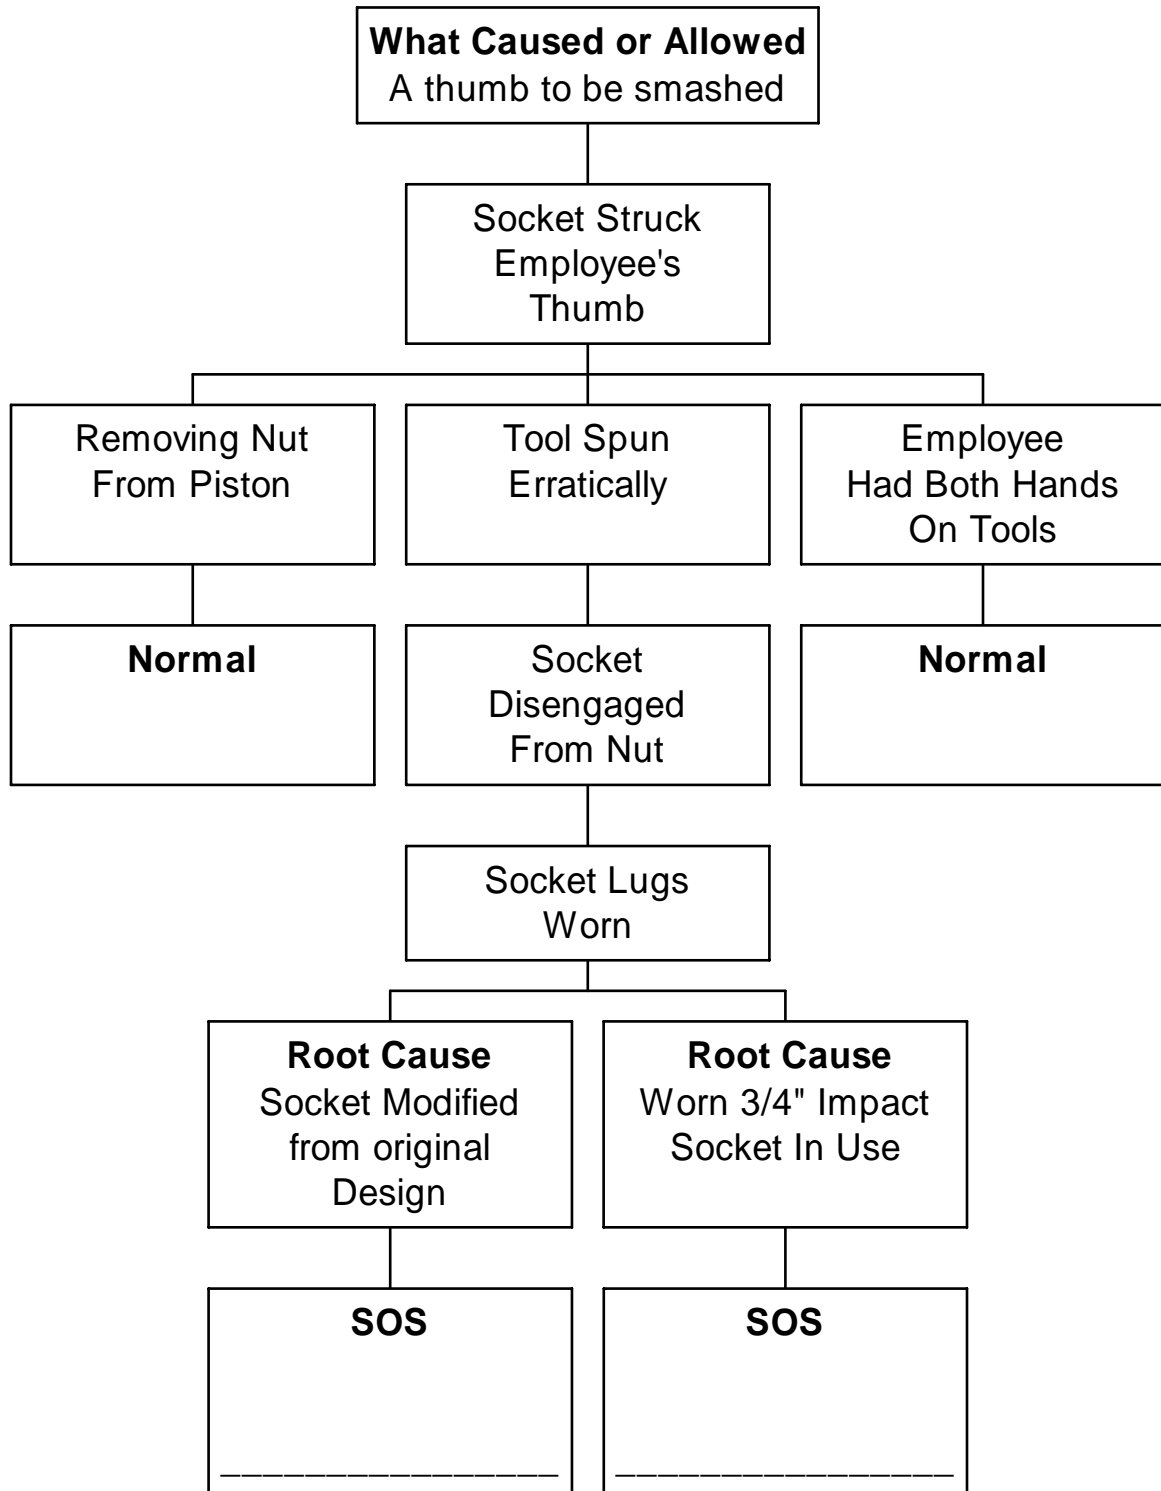 What Caused or Allowed
A thumb to be smashed
Socket Struck
Employee's
Thumb
Removing Nut
From Piston
Tool Spun
Erratically
Employee
Had Both Hands
On Tools
Normal
Socket
Disengaged
From Nut
Normal
Socket Lugs
Worn
Root Cause
Socket Modified
from original
Design
Root Cause
Worn 3/4" Impact
Socket In Use
SOS
________________
SOS
________________